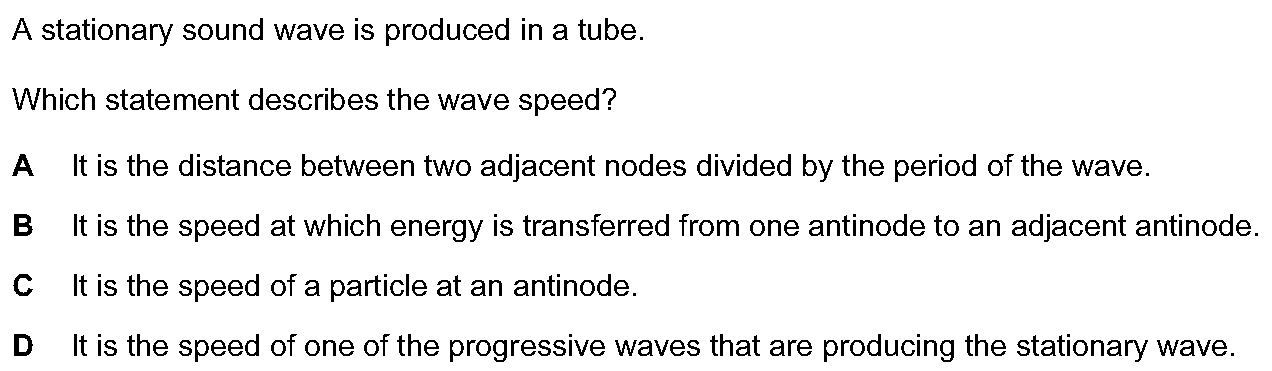 A stationary sound wave is produced in a tube.
Which statement describes the wave speed?
A It is the distance between two adjacent nodes divided by the period of the wave.
B It is the speed at which energy is transferred from one antinode to an adjacent antinode.
C It is the speed of a particle at an antinode.
D It is the speed of one of the progressive waves that are producing the stationary wave.